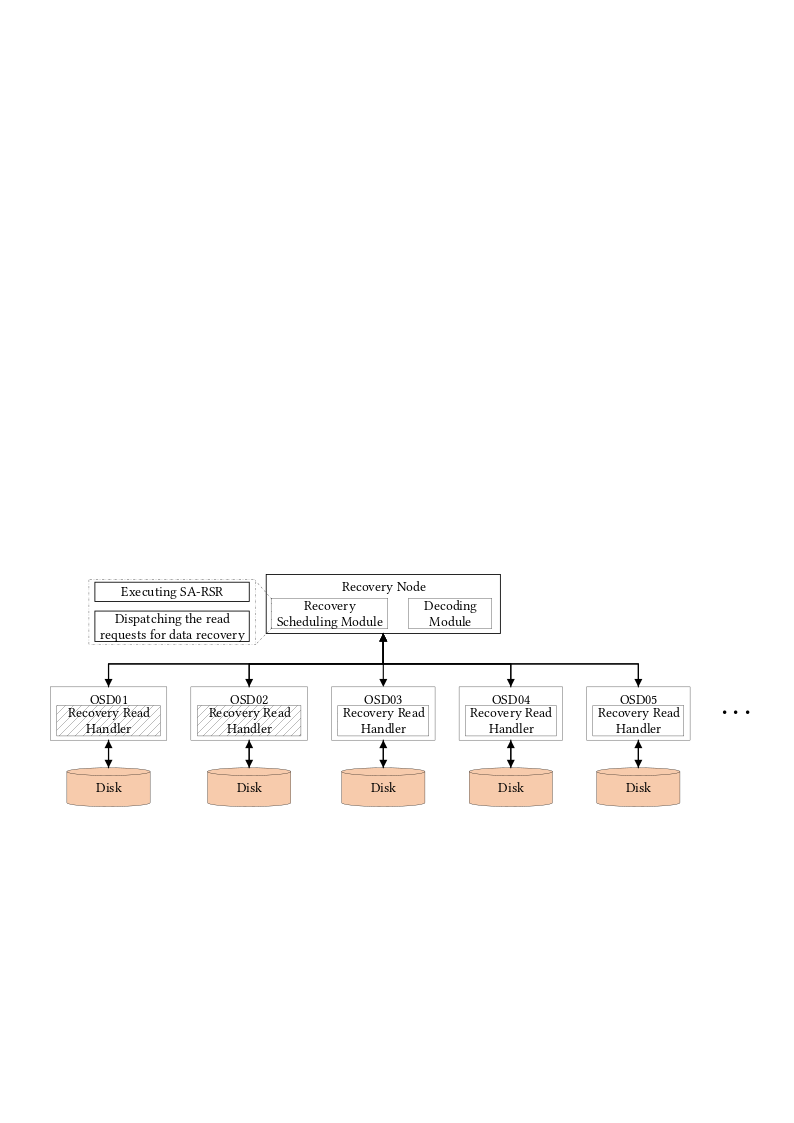 Recovery Node
Executing SA-RSR
Recovery
Scheduling Module
Decoding
Module
Dispatching the read
requests for data recovery
OSD01
Recovery Read
Handler
OSD02
Recovery Read
Handler
OSD03
Recovery Read
Handler
OSD04
Recovery Read
Handler
OSD05
Recovery Read
Handler
...
Disk
Disk
Disk
Disk
Disk